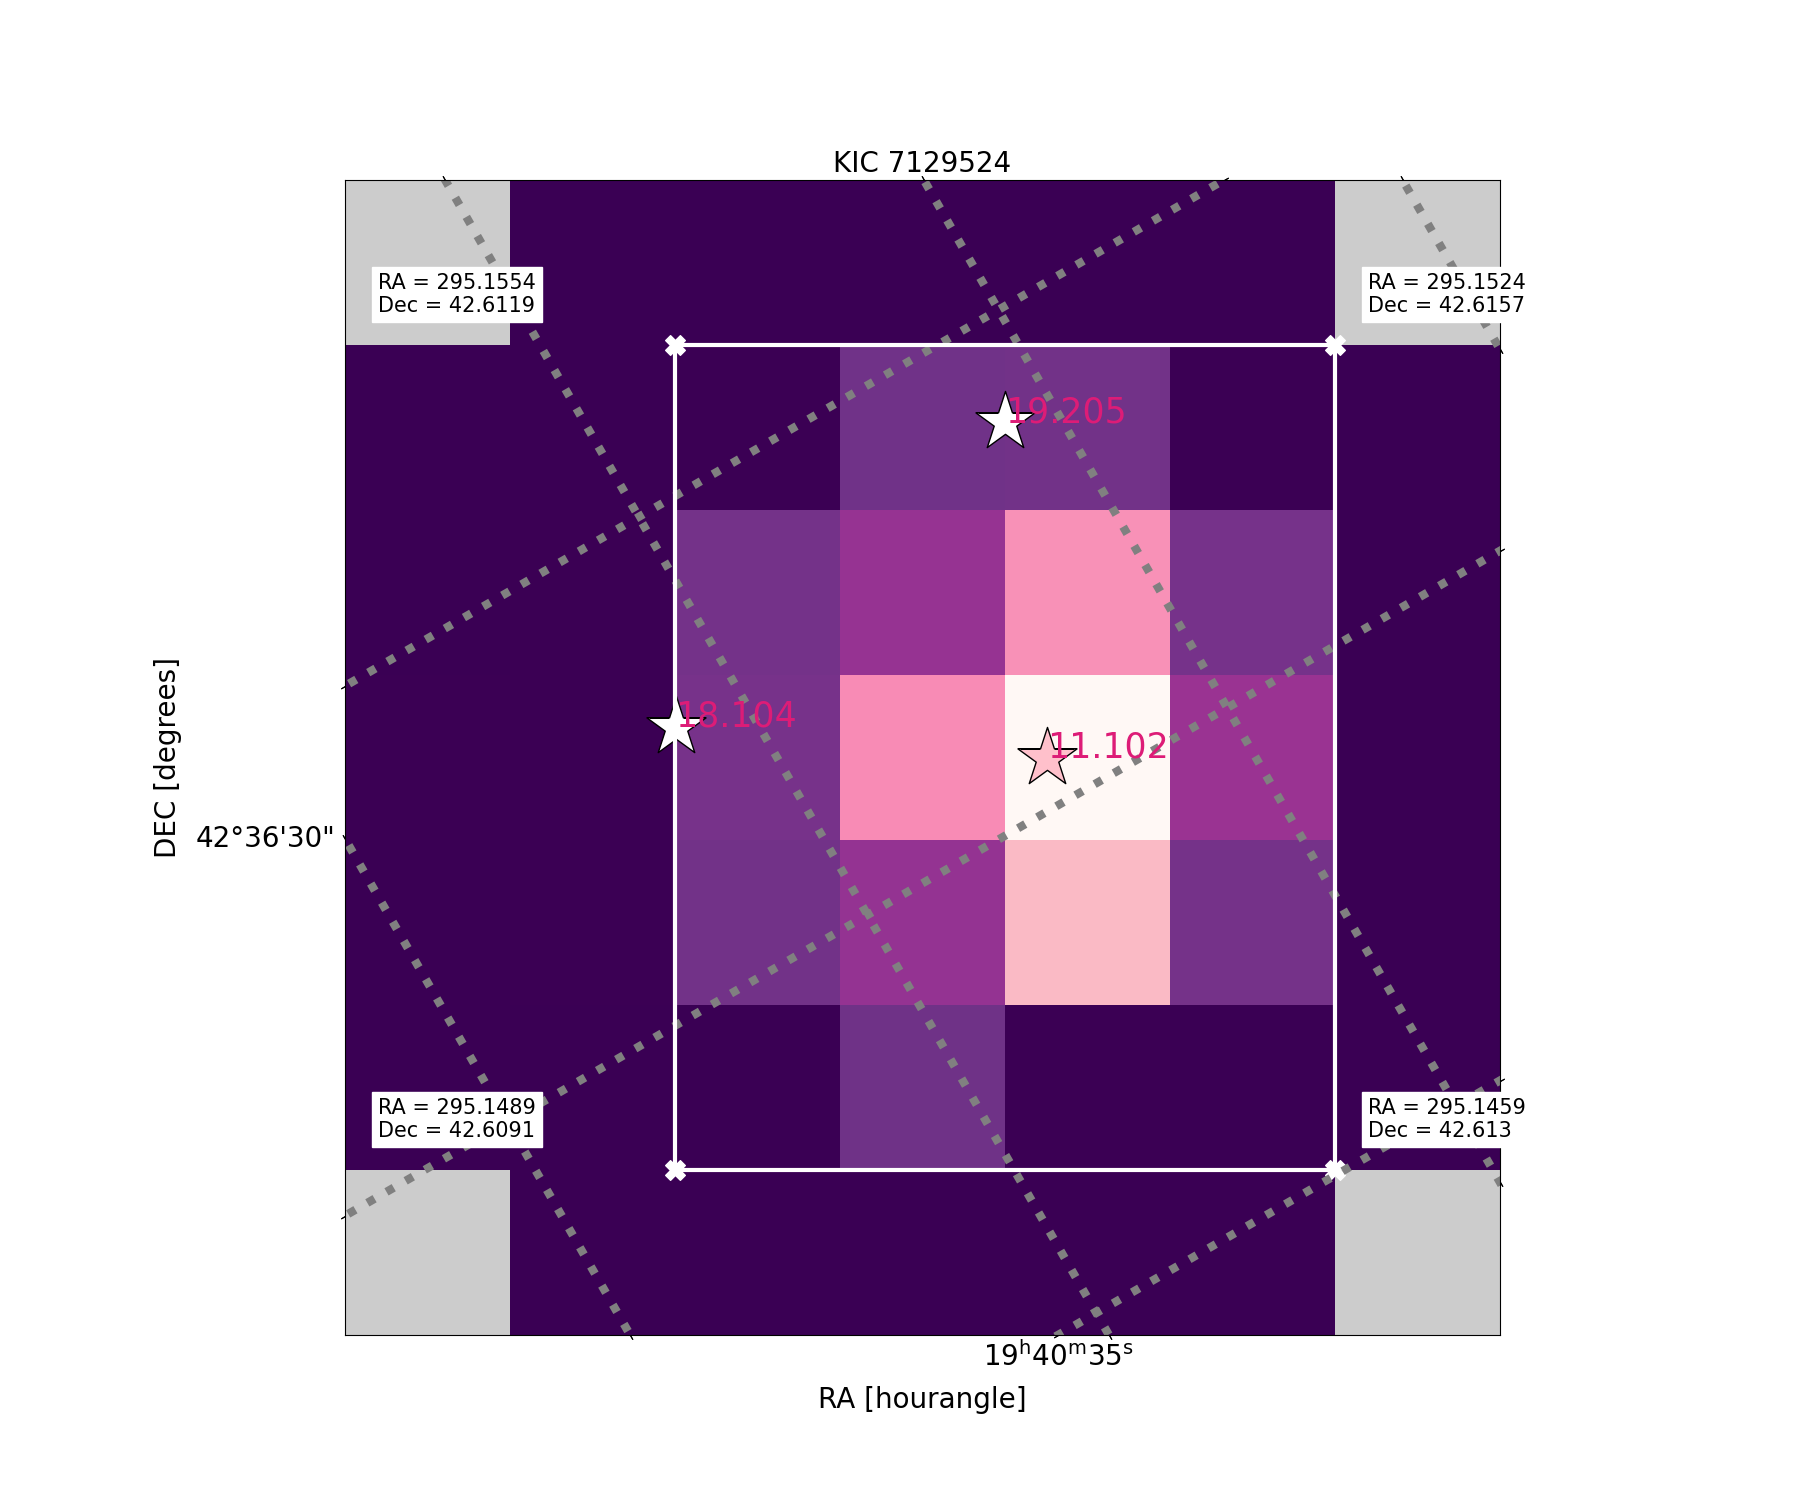 KIC 7129524
RA = 295.1554
Dec = 42.6119
RA = 295.1524
Dec = 42.6157
19.205
18.104
11.102
DEC [degrees]
42°36'30"
RA = 295.1489
Dec = 42.6091
RA = 295.1459
Dec = 42.613
19ʰ40ᵐ35ˢ
RA [hourangle]